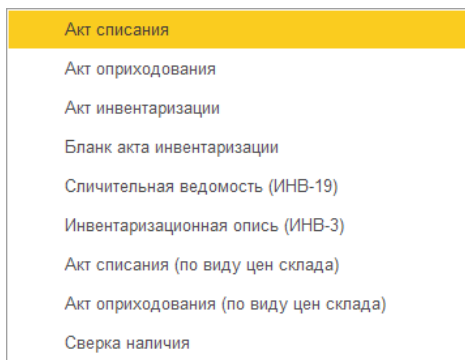 Акт списания
Акт оприходования
Акт инвентаризации
Бланк акта инвентаризации
Сличительная ведомость (ИНВ-19)
Инвентаризационная опись (ИНВ-3)
Акт списания (по виду цен склада)
Акт оприходования (по виду цен склада)
Сверка наличия